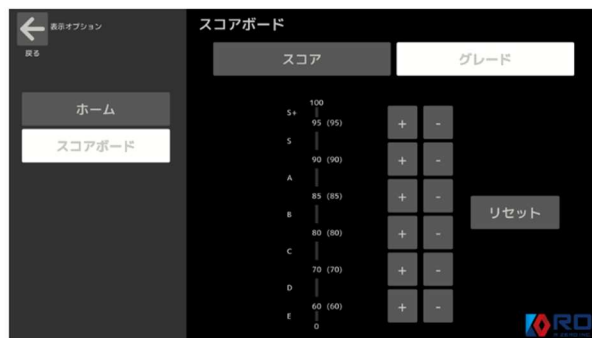 表示オプション
戻る
スコアボード
スコア
グレード
ホーム
スコアボード
100
S+
95 (95)
+ -
S
90 (90)
+ -
A
85 (85)
+ -
B
80 (80)
+ -
リセット
C
70 (70)
+ -
D
60 (60)
+ -
E
0
RO